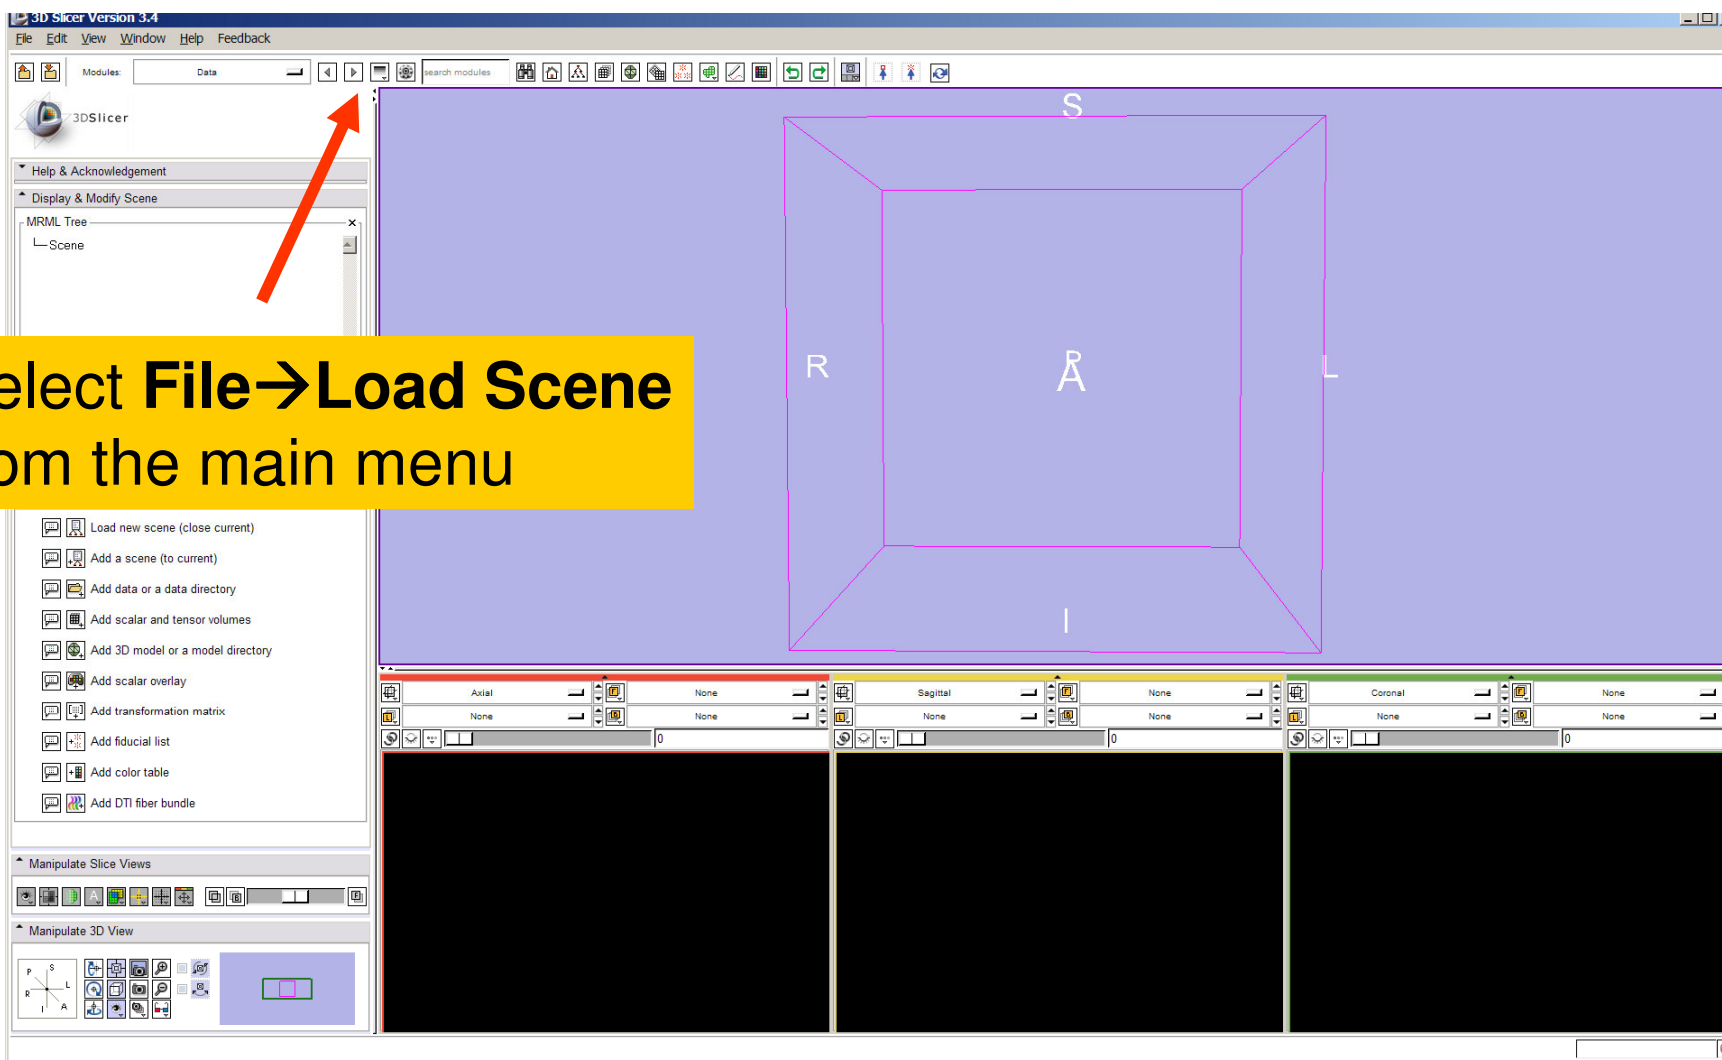 3D Slicer Version 3.4
File Edit View Window Help Feedback
Modules: Data search modules
3DSlicer
Help & Acknowledgement
Display & Modify Scene
MRML Tree
Scene
S
R
P
A
L
I
elect File→Load Scene
om the main menu
Load new scene (close current)
Add a scene (to current)
Add data or a data directory
Add scalar and tensor volumes
Add 3D model or a model directory
Add scalar overlay
Add transformation matrix
Add fiducial list
Add color table
Add DTI fiber bundle
Axial None Sagittal None Coronal None
None None None None None None
0 0 0
Manipulate Slice Views
Manipulate 3D View
P S
R L
I A